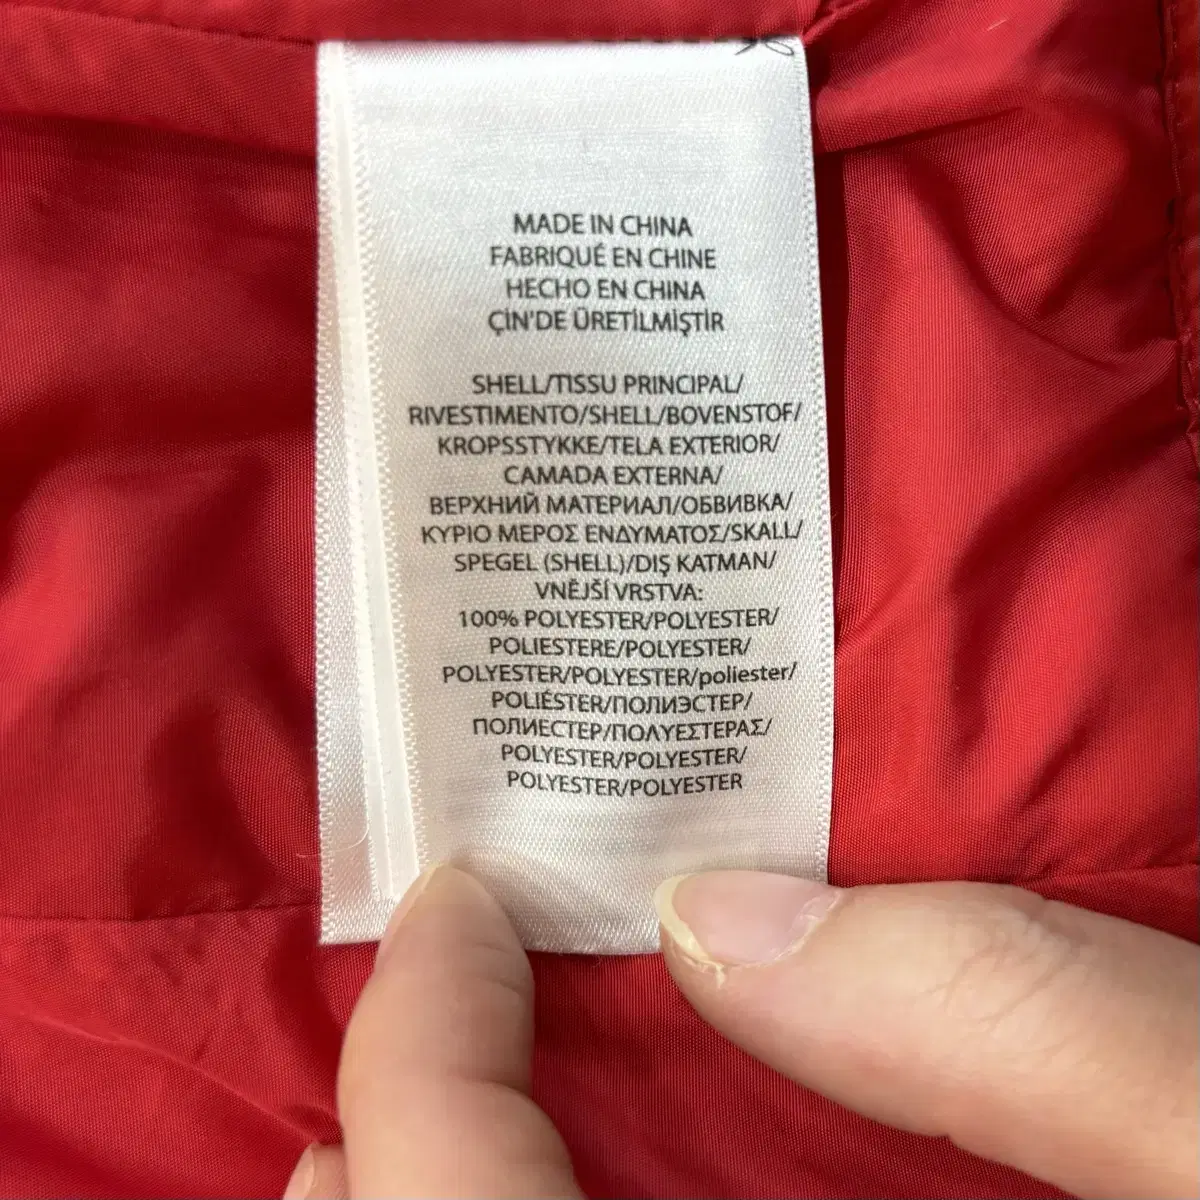 MADE IN CHINA
FABRIQUÉ EN CHINE
HECHO EN CHINA
ÇİN'DE ÜRETİLMİŞTİR
SHELL/TISSU PRINCIPAL/
RIVESTIMENTO/SHELL/BOVENSTOF/
KROPSSTYKKE/TELA EXTERIOR/
CAMADA EXTERNA/
ВЕРХНИЙ МАТЕРИАЛ/ОБВИВКА/
ΚΥΡΙΟ ΜΕΡΟΣ ΕΝΔΥΜΑΤΟΣ/SKALL/
SPEGEL (SHELL)/DIŞ KATMAN/
VNĚJŠÍ VRSTVA:
100% POLYESTER/POLYESTER/
POLIESTERE/POLYESTER/
POLYESTER/POLYESTER/poliester/
POLIÉSTER/ПОЛИЭСТЕР/
ПОЛИЕСТЕР/ΠΟΛΥΕΣΤΕΡΑΣ/
POLYESTER/POLYESTER/
POLYESTER/POLYESTER